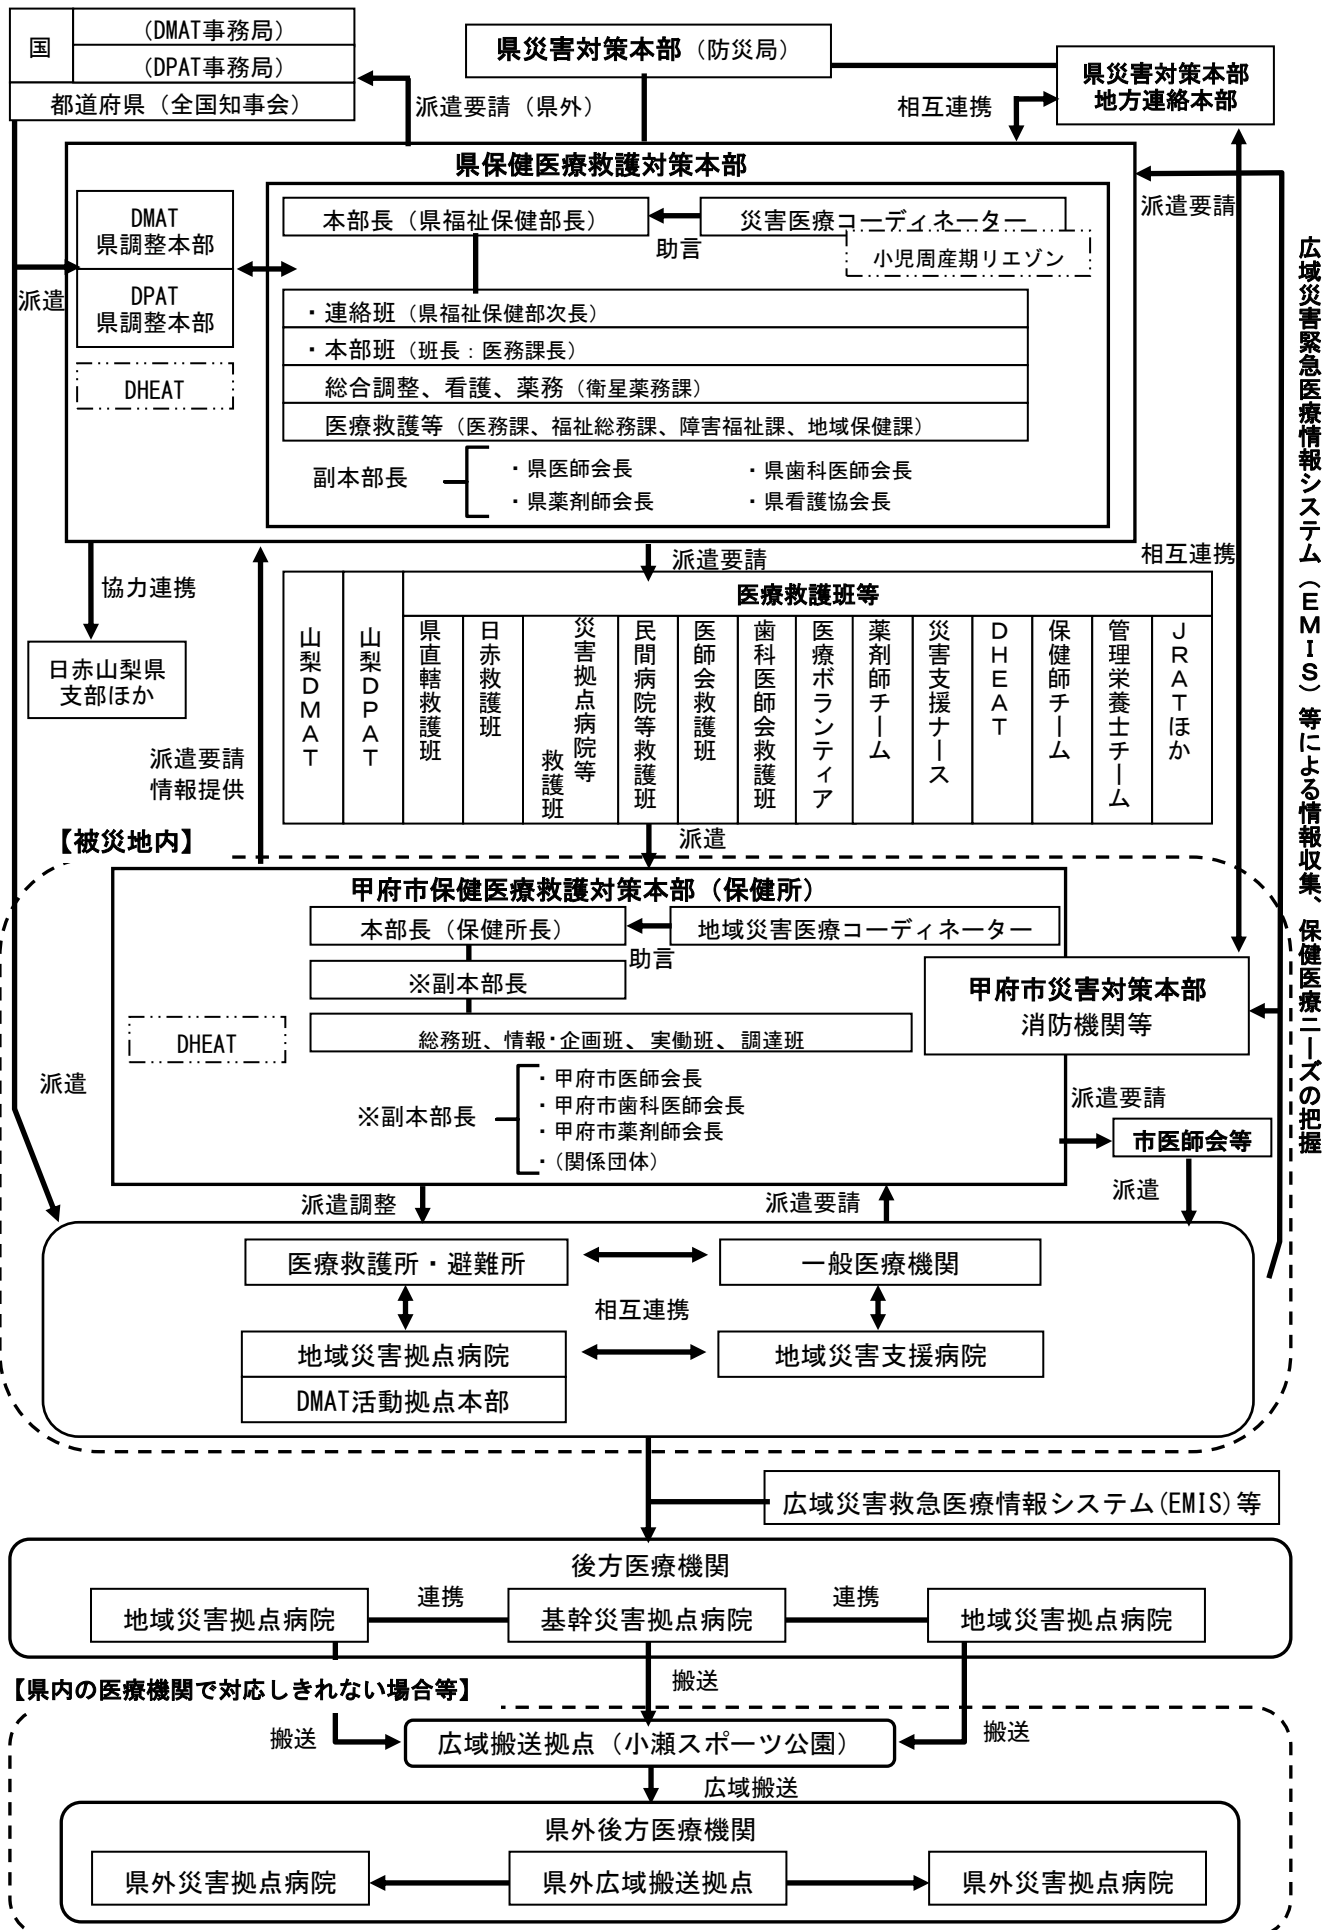 国
(DMAT事務局)
(DPAT事務局)
都道府県（全国知事会）
県災害対策本部（防災局）
県災害対策本部
地方連絡本部
派遣要請（県外）
相互連携
県保健医療救護対策本部
派遣要請
DMAT
県調整本部
DPAT
県調整本部
DHEAT
派遣
本部長（県福祉保健部長）
助言
災害医療コーディネーター
小児周産期リエゾン
・連絡班（県福祉保健部次長）
・本部班（班長：医務課長）
総合調整、看護、薬務（衛星薬務課）
医療救護等（医務課、福祉総務課、障害福祉課、地域保健課）
副本部長
・県医師会長
・県歯科医師会長
・県薬剤師会長
・県看護協会長
広域災害緊急医療情報システム（EMIS）等による情報収集、保健医療ニーズの把握
協力連携
日赤山梨県
支部ほか
派遣要請
相互連携
派遣要請
情報提供
山梨DMAT
山梨DPAT
医療救護班等
県直轄救護班
日赤救護班
災害拠点病院等
救護班
民間病院等救護班
医師会救護班
歯科医師会救護班
医療ボランティア
薬剤師チーム
災害支援ナース
DHEAT
保健師チーム
管理栄養士チーム
JRATほか
派遣
【被災地内】
甲府市保健医療救護対策本部（保健所）
本部長（保健所長）
助言
地域災害医療コーディネーター
※副本部長
甲府市災害対策本部
消防機関等
DHEAT
総務班、情報・企画班、実働班、調達班
派遣
※副本部長
・甲府市医師会長
・甲府市歯科医師会長
・甲府市薬剤師会長
・(関係団体)
派遣要請
市医師会等
派遣
派遣調整
派遣要請
医療救護所・避難所
一般医療機関
相互連携
地域災害拠点病院
DMAT活動拠点本部
地域災害支援病院
広域災害救急医療情報システム(EMIS)等
後方医療機関
地域災害拠点病院
連携
基幹災害拠点病院
連携
地域災害拠点病院
搬送
【県内の医療機関で対応しきれない場合等】
搬送
広域搬送拠点（小瀬スポーツ公園）
搬送
広域搬送
県外後方医療機関
県外災害拠点病院
県外広域搬送拠点
県外災害拠点病院